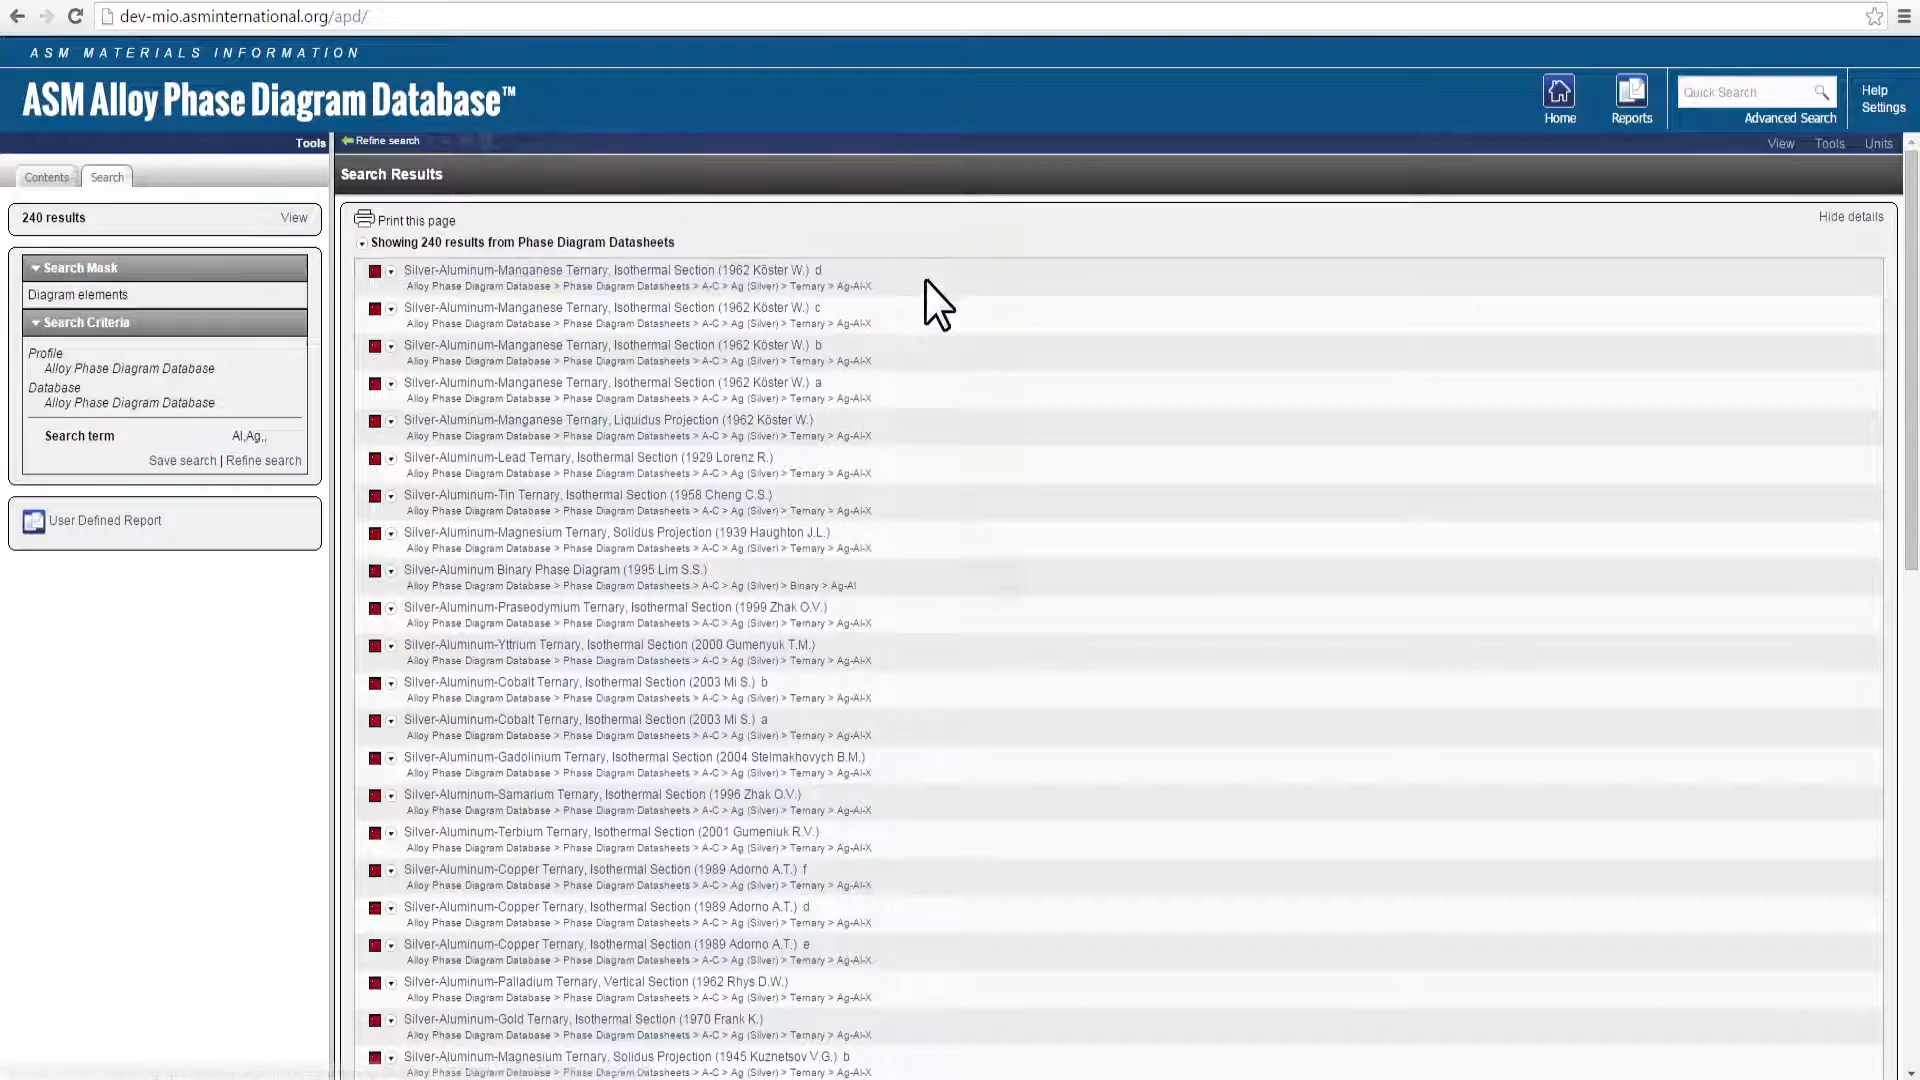 dev-mio.asminternational.org/apd/
ASM MATERIALS INFORMATION
ASM Alloy Phase Diagram Database™
Home
Reports
Quick Search
Advanced Search
Help
Settings
Tools
Refine search
View Tools Units
Contents
Search
Search Results
240 results
View
Search Mask
Diagram elements
Search Criteria
Profile
Alloy Phase Diagram Database
Database
Alloy Phase Diagram Database
Search term Al,Ag,,
Save search | Refine search
User Defined Report
Print this page
Hide details
Showing 240 results from Phase Diagram Datasheets
Silver-Aluminum-Manganese Ternary, Isothermal Section (1962 Köster W.) d
Alloy Phase Diagram Database > Phase Diagram Datasheets > A-C > Ag (Silver) > Ternary > Ag-Al-X
Silver-Aluminum-Manganese Ternary, Isothermal Section (1962 Köster W.) c
Alloy Phase Diagram Database > Phase Diagram Datasheets > A-C > Ag (Silver) > Ternary > Ag-Al-X
Silver-Aluminum-Manganese Ternary, Isothermal Section (1962 Köster W.) b
Alloy Phase Diagram Database > Phase Diagram Datasheets > A-C > Ag (Silver) > Ternary > Ag-Al-X
Silver-Aluminum-Manganese Ternary, Isothermal Section (1962 Köster W.) a
Alloy Phase Diagram Database > Phase Diagram Datasheets > A-C > Ag (Silver) > Ternary > Ag-Al-X
Silver-Aluminum-Manganese Ternary, Liquidus Projection (1962 Köster W.)
Alloy Phase Diagram Database > Phase Diagram Datasheets > A-C > Ag (Silver) > Ternary > Ag-Al-X
Silver-Aluminum-Lead Ternary, Isothermal Section (1929 Lorenz R.)
Alloy Phase Diagram Database > Phase Diagram Datasheets > A-C > Ag (Silver) > Ternary > Ag-Al-X
Silver-Aluminum-Tin Ternary, Isothermal Section (1958 Cheng C.S.)
Alloy Phase Diagram Database > Phase Diagram Datasheets > A-C > Ag (Silver) > Ternary > Ag-Al-X
Silver-Aluminum-Magnesium Ternary, Solidus Projection (1939 Haughton J.L.)
Alloy Phase Diagram Database > Phase Diagram Datasheets > A-C > Ag (Silver) > Ternary > Ag-Al-X
Silver-Aluminum Binary Phase Diagram (1995 Lim S.S.)
Alloy Phase Diagram Database > Phase Diagram Datasheets > A-C > Ag (Silver) > Binary > Ag-Al
Silver-Aluminum-Praseodymium Ternary, Isothermal Section (1999 Zhak O.V.)
Alloy Phase Diagram Database > Phase Diagram Datasheets > A-C > Ag (Silver) > Ternary > Ag-Al-X
Silver-Aluminum-Yttrium Ternary, Isothermal Section (2000 Gumenyuk T.M.)
Alloy Phase Diagram Database > Phase Diagram Datasheets > A-C > Ag (Silver) > Ternary > Ag-Al-X
Silver-Aluminum-Cobalt Ternary, Isothermal Section (2003 Mi S.) b
Alloy Phase Diagram Database > Phase Diagram Datasheets > A-C > Ag (Silver) > Ternary > Ag-Al-X
Silver-Aluminum-Cobalt Ternary, Isothermal Section (2003 Mi S.) a
Alloy Phase Diagram Database > Phase Diagram Datasheets > A-C > Ag (Silver) > Ternary > Ag-Al-X
Silver-Aluminum-Gadolinium Ternary, Isothermal Section (2004 Stelmakhovych B.M.)
Alloy Phase Diagram Database > Phase Diagram Datasheets > A-C > Ag (Silver) > Ternary > Ag-Al-X
Silver-Aluminum-Samarium Ternary, Isothermal Section (1996 Zhak O.V.)
Alloy Phase Diagram Database > Phase Diagram Datasheets > A-C > Ag (Silver) > Ternary > Ag-Al-X
Silver-Aluminum-Terbium Ternary, Isothermal Section (2001 Gumeniuk R.V.)
Alloy Phase Diagram Database > Phase Diagram Datasheets > A-C > Ag (Silver) > Ternary > Ag-Al-X
Silver-Aluminum-Copper Ternary, Isothermal Section (1989 Adorno A.T.) f
Alloy Phase Diagram Database > Phase Diagram Datasheets > A-C > Ag (Silver) > Ternary > Ag-Al-X
Silver-Aluminum-Copper Ternary, Isothermal Section (1989 Adorno A.T.) d
Alloy Phase Diagram Database > Phase Diagram Datasheets > A-C > Ag (Silver) > Ternary > Ag-Al-X
Silver-Aluminum-Copper Ternary, Isothermal Section (1989 Adorno A.T.) e
Alloy Phase Diagram Database > Phase Diagram Datasheets > A-C > Ag (Silver) > Ternary > Ag-Al-X
Silver-Aluminum-Palladium Ternary, Vertical Section (1962 Rhys D.W.)
Alloy Phase Diagram Database > Phase Diagram Datasheets > A-C > Ag (Silver) > Ternary > Ag-Al-X
Silver-Aluminum-Gold Ternary, Isothermal Section (1970 Frank K.)
Alloy Phase Diagram Database > Phase Diagram Datasheets > A-C > Ag (Silver) > Ternary > Ag-Al-X
Silver-Aluminum-Magnesium Ternary, Solidus Projection (1945 Kuznetsov V.G.) b
Alloy Phase Diagram Database > Phase Diagram Datasheets > A-C > Ag (Silver) > Ternary > Ag-Al-X